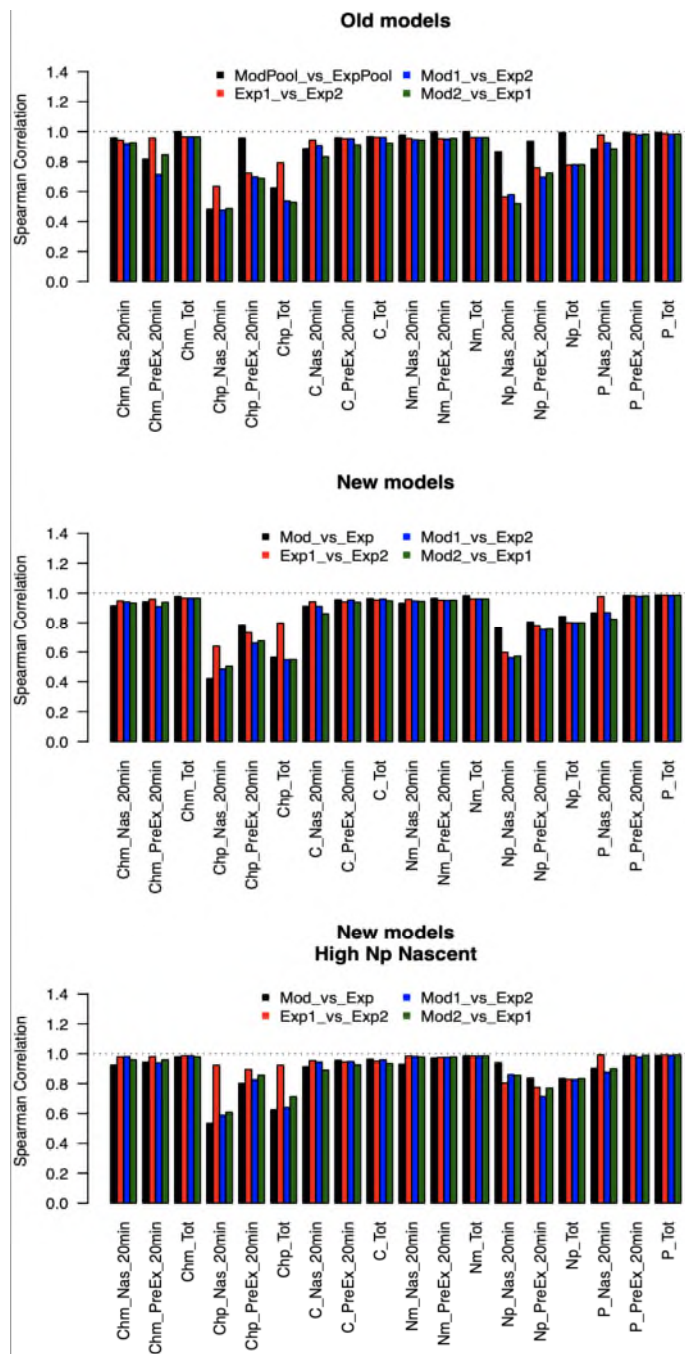 Old models
ModPool_vs_ExpPool Mod1_vs_Exp2
Exp1_vs_Exp2 Mod2_vs_Exp1
Spearman Correlation
1.4
1.2
1.0
0.8
0.6
0.4
0.2
0.0
Chm_Nas_20min
Chm_PreEx_20min
Chm_Tot
Chp_Nas_20min
Chp_PreEx_20min
Chp_Tot
C_Nas_20min
C_PreEx_20min
C_Tot
Nm_Nas_20min
Nm_PreEx_20min
Nm_Tot
Np_Nas_20min
Np_PreEx_20min
Np_Tot
P_Nas_20min
P_PreEx_20min
P_Tot
New models
Mod_vs_Exp Mod1_vs_Exp2
Exp1_vs_Exp2 Mod2_vs_Exp1
Spearman Correlation
1.4
1.2
1.0
0.8
0.6
0.4
0.2
0.0
Chm_Nas_20min
Chm_PreEx_20min
Chm_Tot
Chp_Nas_20min
Chp_PreEx_20min
Chp_Tot
C_Nas_20min
C_PreEx_20min
C_Tot
Nm_Nas_20min
Nm_PreEx_20min
Nm_Tot
Np_Nas_20min
Np_PreEx_20min
Np_Tot
P_Nas_20min
P_PreEx_20min
P_Tot
New models
High Np Nascent
Mod_vs_Exp Mod1_vs_Exp2
Exp1_vs_Exp2 Mod2_vs_Exp1
Spearman Correlation
1.4
1.2
1.0
0.8
0.6
0.4
0.2
0.0
Chm_Nas_20min
Chm_PreEx_20min
Chm_Tot
Chp_Nas_20min
Chp_PreEx_20min
Chp_Tot
C_Nas_20min
C_PreEx_20min
C_Tot
Nm_Nas_20min
Nm_PreEx_20min
Nm_Tot
Np_Nas_20min
Np_PreEx_20min
Np_Tot
P_Nas_20min
P_PreEx_20min
P_Tot